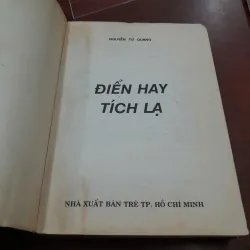 NGUYỄN TỬ QUANG
ĐIỂN HAY
TÍCH LẠ
NHÀ XUẤT BẢN TRẺ TP. HỒ CHÍ MINH